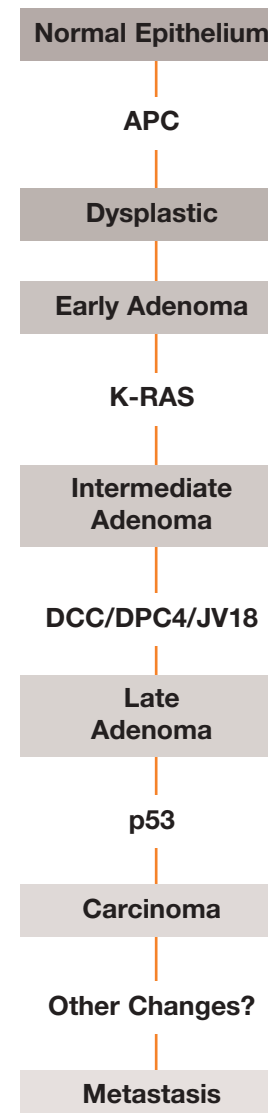 Normal Epithelium
APC
Dysplastic
Early Adenoma
K-RAS
Intermediate
Adenoma
DCC/DPC4/JV18
Late
Adenoma
p53
Carcinoma
Other Changes?
Metastasis